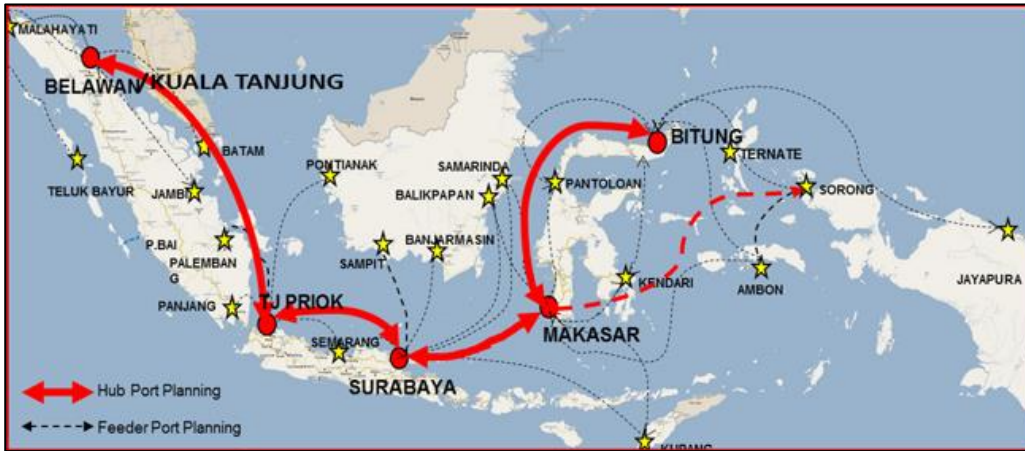 MALAHAYATI
BELAWAN/KUALA TANJUNG
BATAM
PONTIANAK
SAMARINDA
BITUNG
TERNATE
TELUK BAYUR
JAMBI
BALIKPAPAN
PANTOLOAN
SORONG
P.BAI
PALEMBAN
G
SAMPIT
BANJARMASIN
KENDARI
AMBON
JAYAPURA
PANJANG
TJ PRIOK
SEMARANG
MAKASAR
SURABAYA
Hub Port Planning
Feeder Port Planning
KUPANG